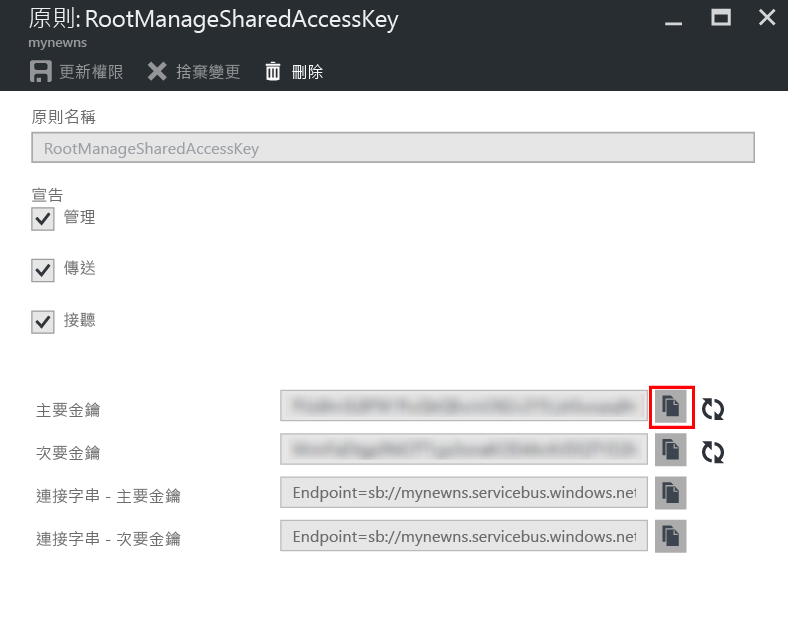 原則: RootManageSharedAccessKey
mynewns
更新權限 捨棄變更 刪除
原則名稱
RootManageSharedAccessKey
宣告
管理
傳送
接聽
主要金鑰
次要金鑰
連接字串 - 主要金鑰 Endpoint=sb://mynewns.servicebus.windows.net
連接字串 - 次要金鑰 Endpoint=sb://mynewns.servicebus.windows.net